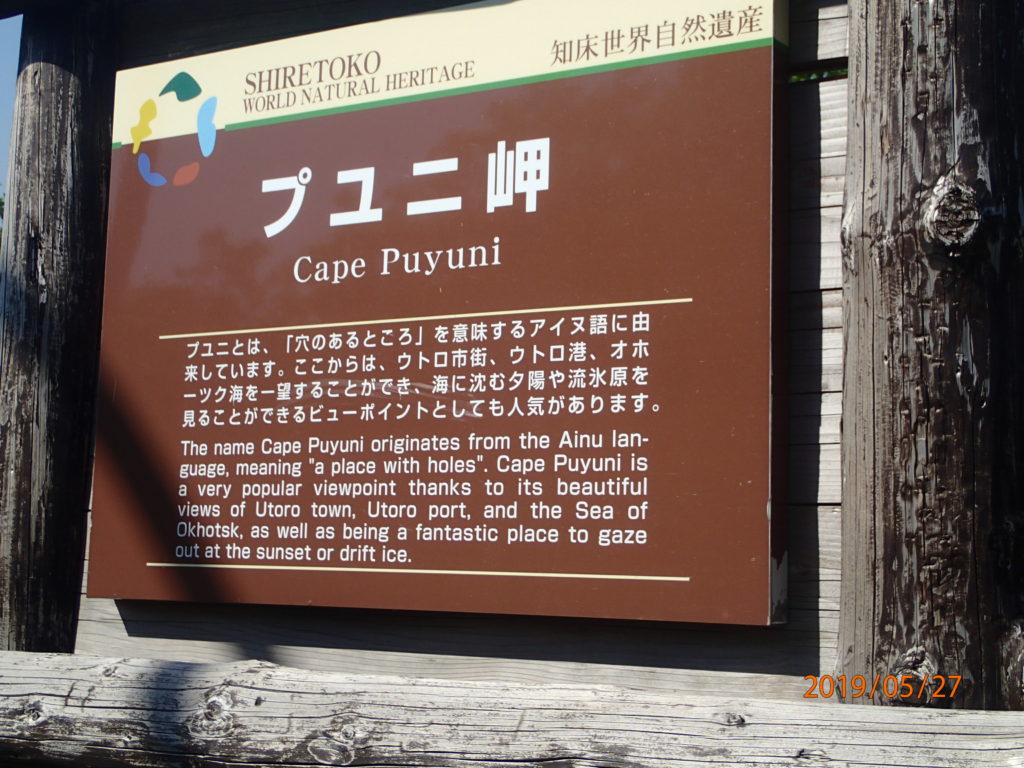 SHIRETOKO
WORLD NATURAL HERITAGE
知床世界自然遺産
プユニ岬
Cape Puyuni
プユニとは、「穴のあるところ」を意味するアイヌ語に由
来しています。ここからは、ウトロ市街、ウトロ港、オホ
ーツク海を一望することができ、海に沈む夕陽や流氷原を
見ることができるビューポイントとしても人気があります。
The name Cape Puyuni originates from the Ainu lan-
guage, meaning "a place with holes". Cape Puyuni is
a very popular viewpoint thanks to its beautiful
views of Utoro town, Utoro port, and the Sea of
Okhotsk, as well as being a fantastic place to gaze
out at the sunset or drift ice.
2019/05/27